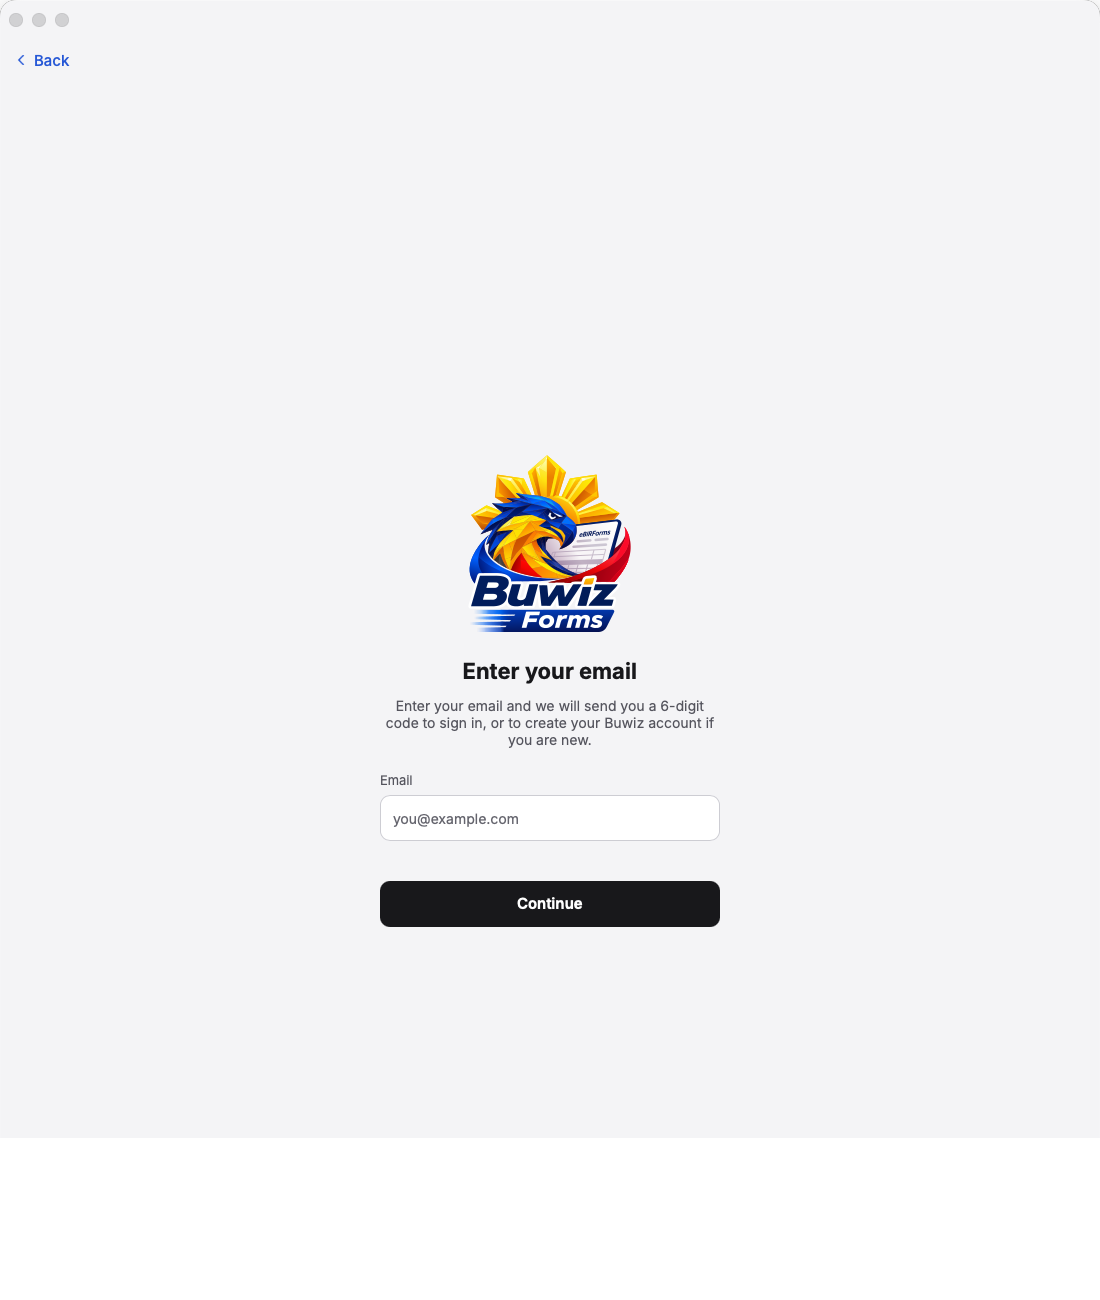 Back
eBIRForms
Buwiz
Forms
Enter your email
Enter your email and we will send you a 6-digit
code to sign in, or to create your Buwiz account if
you are new.
Email
you@example.com
Continue